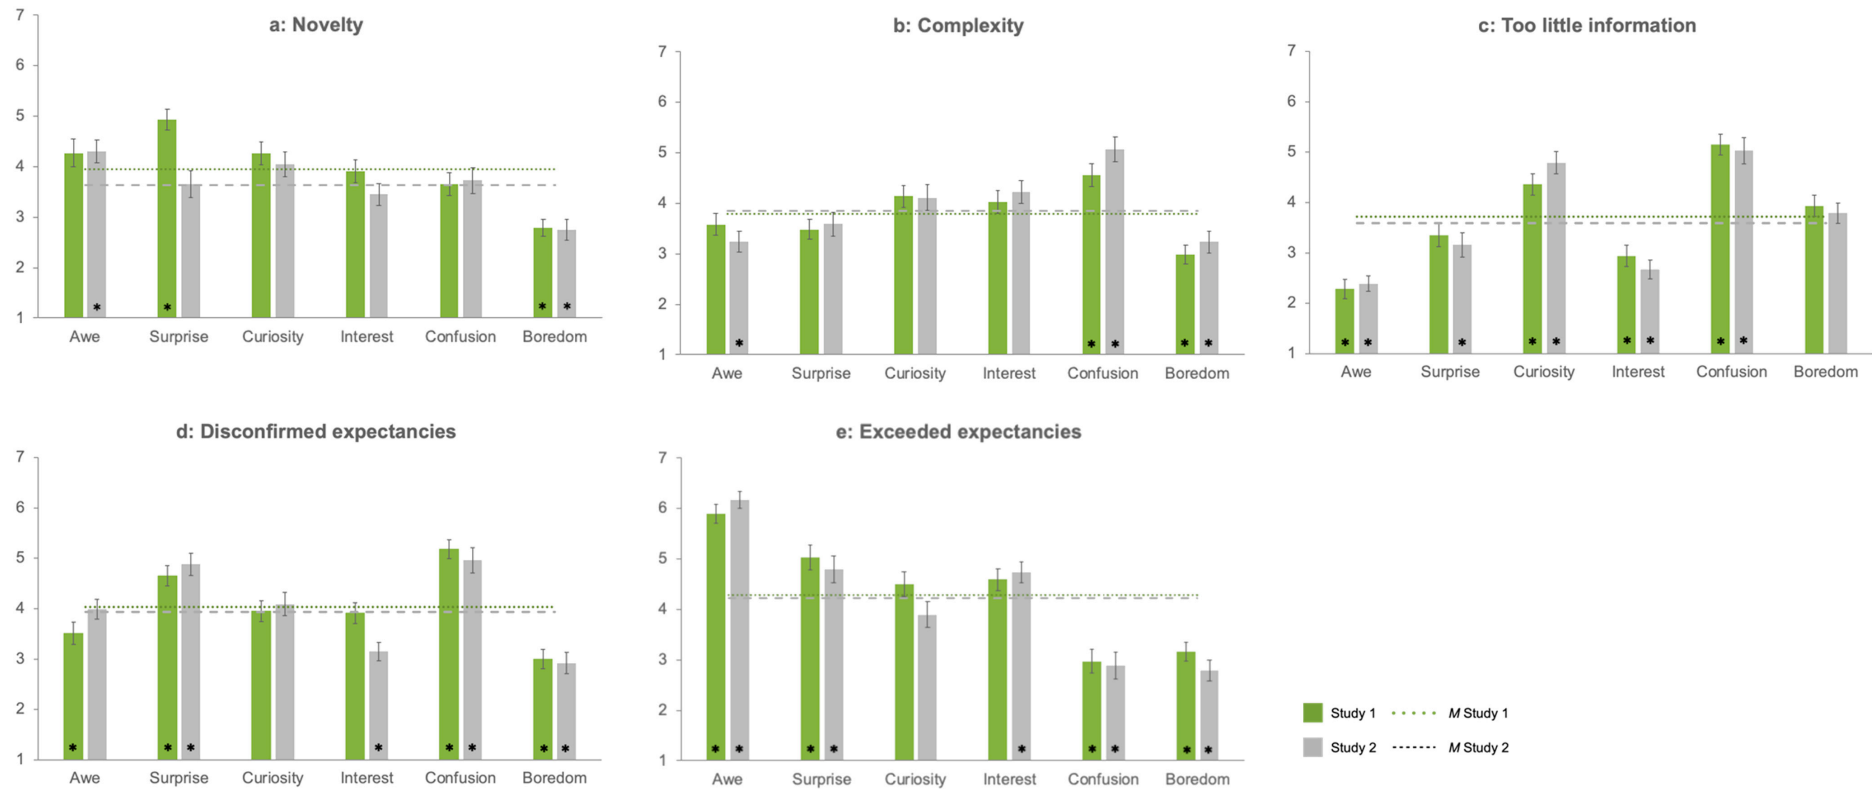 a: Novelty
7
6
5
4
3
2
1
*
*
*
*
Awe
Surprise
Curiosity
Interest
Confusion
Boredom
b: Complexity
7
6
5
4
3
2
1
*
*
*
*
*
Awe
Surprise
Curiosity
Interest
Confusion
Boredom
c: Too little information
7
6
5
4
3
2
1
*
*
*
*
*
*
*
*
*
Awe
Surprise
Curiosity
Interest
Confusion
Boredom
d: Disconfirmed expectancies
7
6
5
4
3
2
1
*
*
*
*
*
*
*
*
Awe
Surprise
Curiosity
Interest
Confusion
Boredom
e: Exceeded expectancies
7
6
5
4
3
2
1
*
*
*
*
*
*
*
*
*
Awe
Surprise
Curiosity
Interest
Confusion
Boredom
Study 1 M Study 1
Study 2 M Study 2